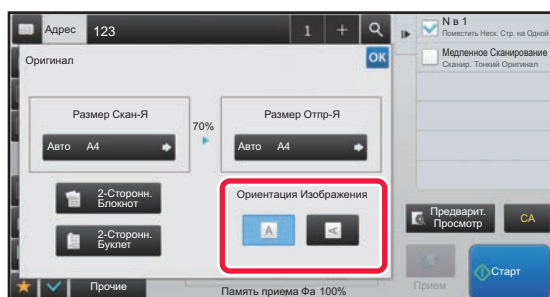 Адрес 123 1 +
N в 1
Поместить Неск. Стр. на Одной
Медленное Сканирование
Сканир. Тонкий Оригинал
Оригинал
OK
Размер Скан-Я
70%
Размер Отпр-Я
Авто A4
Авто A4
2-Сторонн.
Блокнот
2-Сторонн.
Буклет
Ориентация Изображения
A A
Предварит.
Просмотр
CA
Прочие
Память приема Фа 100%
Прием
Старт